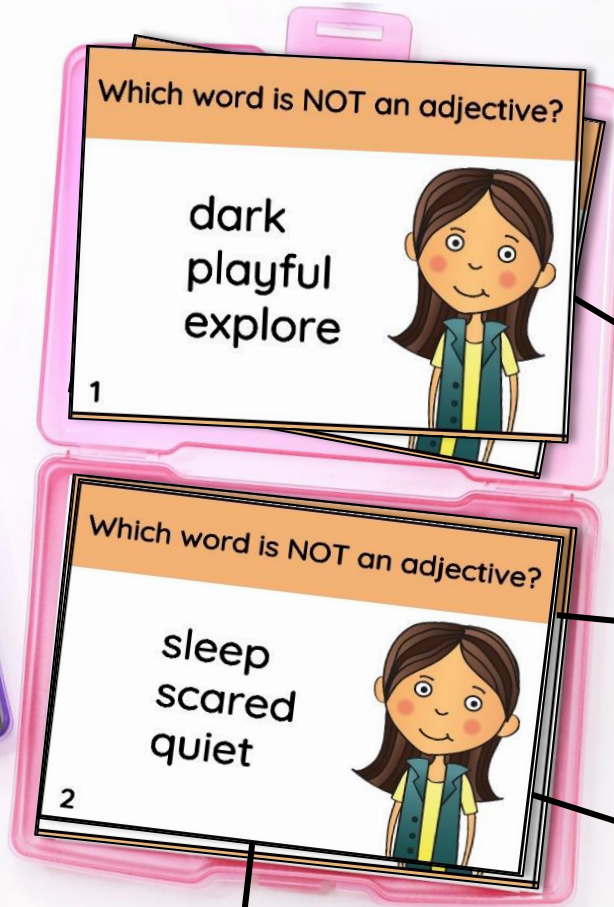 Which word is NOT an adjective?
dark
playful
explore
1
Which word is NOT an adjective?
sleep
scared
quiet
2